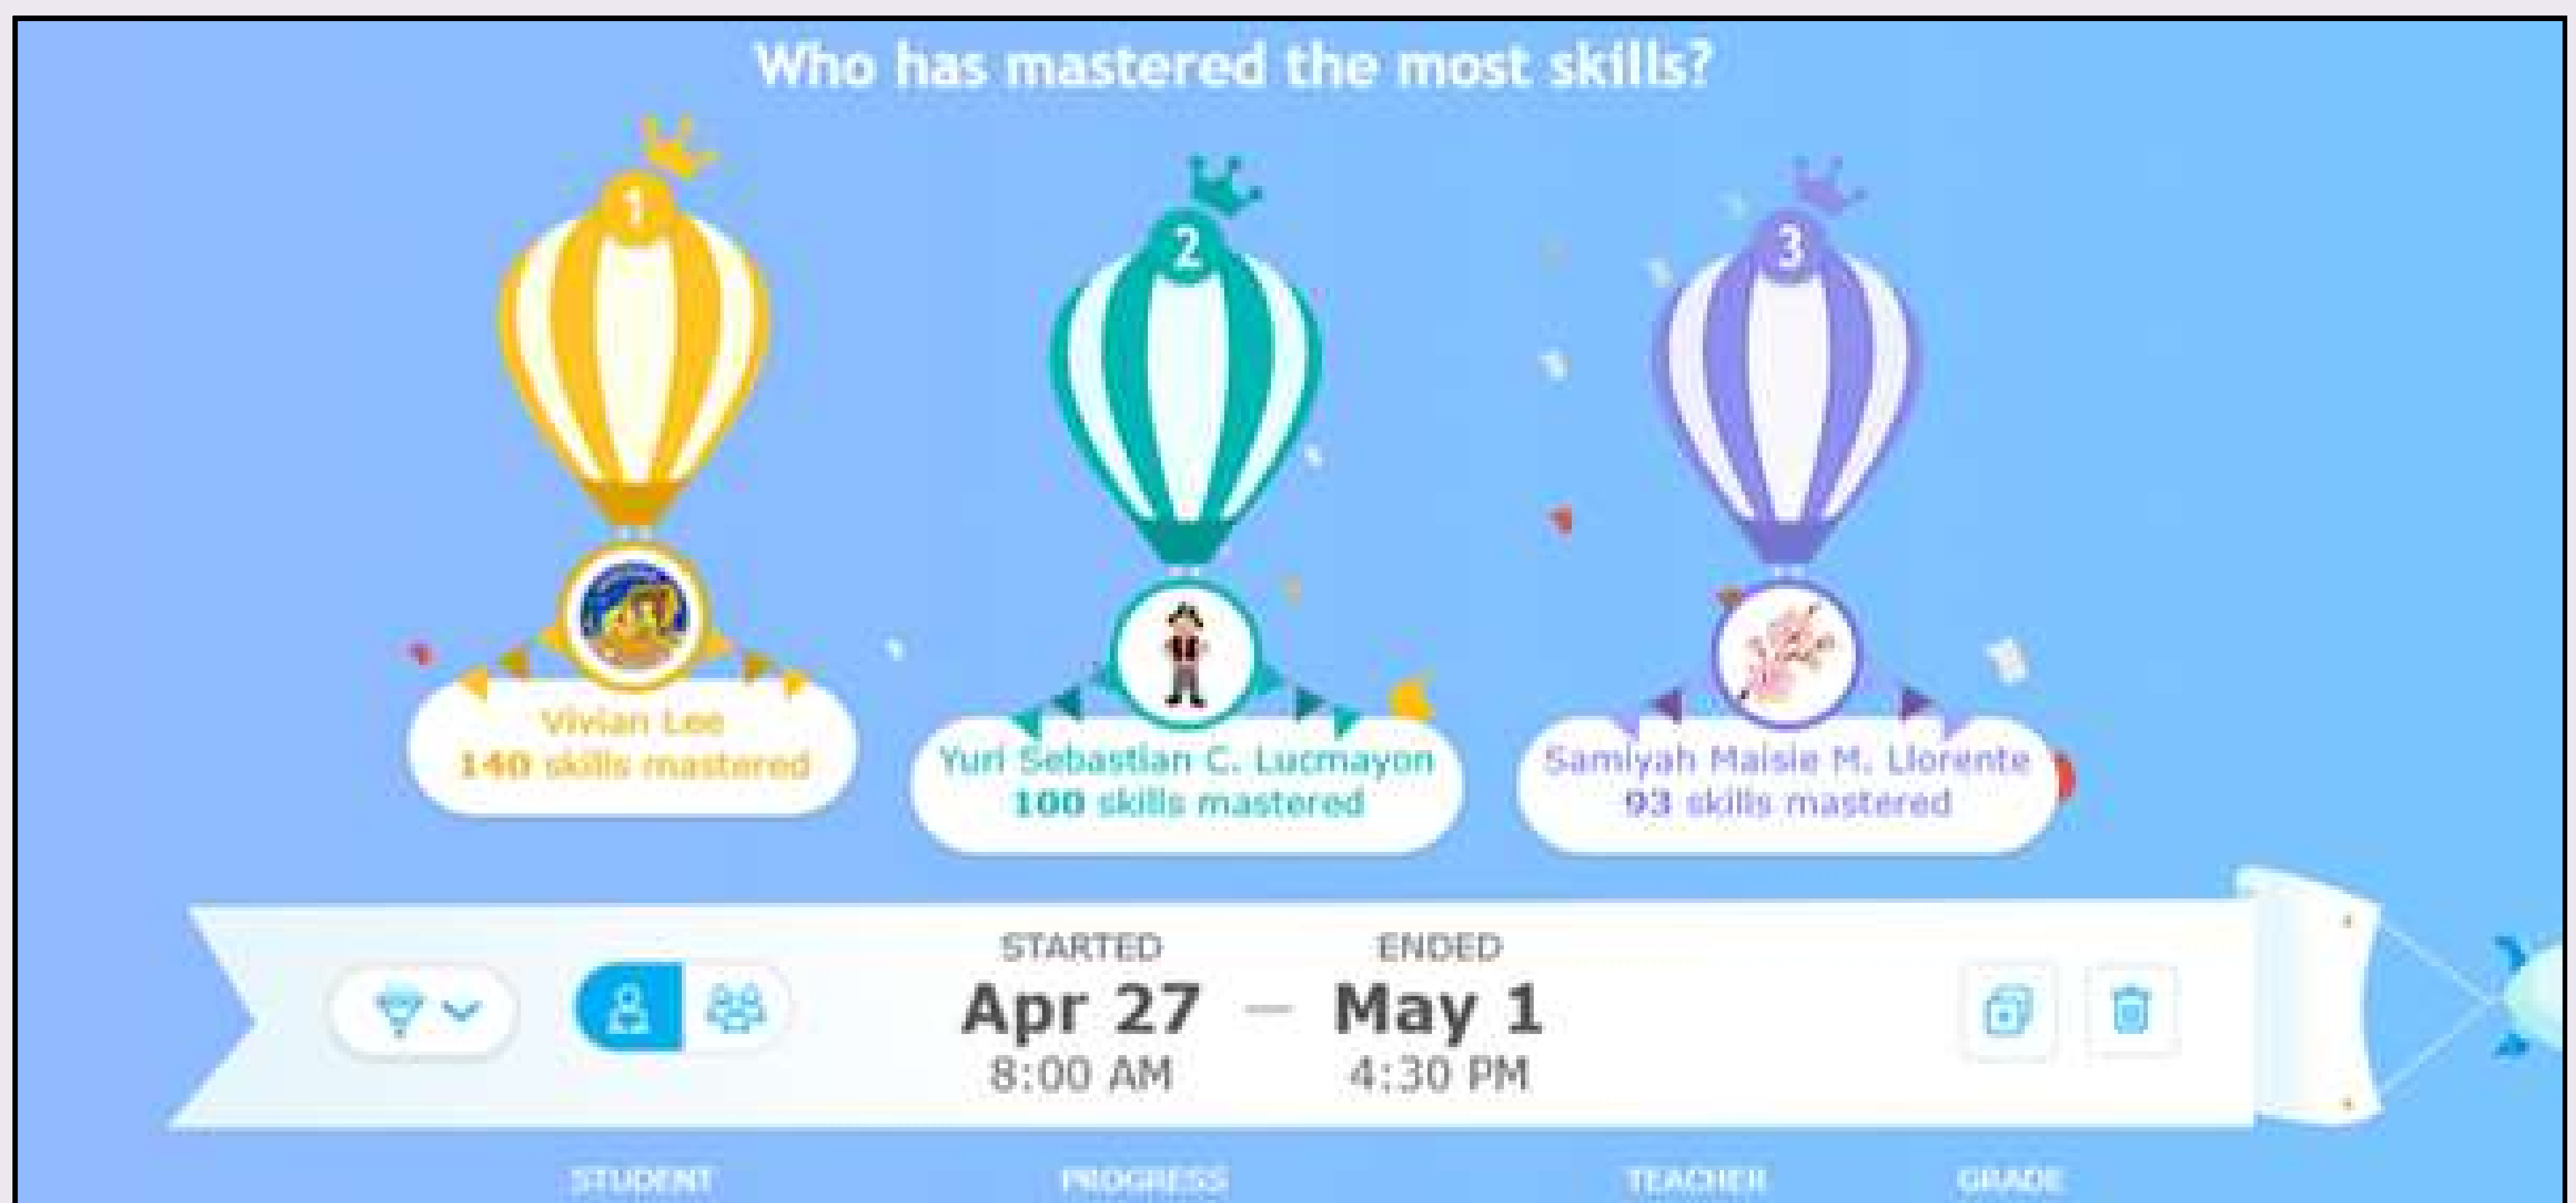 Who has mastered the most skills?
1
2
3
Vivian Lee
140 skills mastered
Yuri Sebastian C. Lucmayon
100 skills mastered
Samiyah Maisie M. Llorente
93 skills mastered
STARTED
Apr 27
8:00 AM
—
ENDED
May 1
4:30 PM
STUDENT PROGRESS TEACHER GRADE